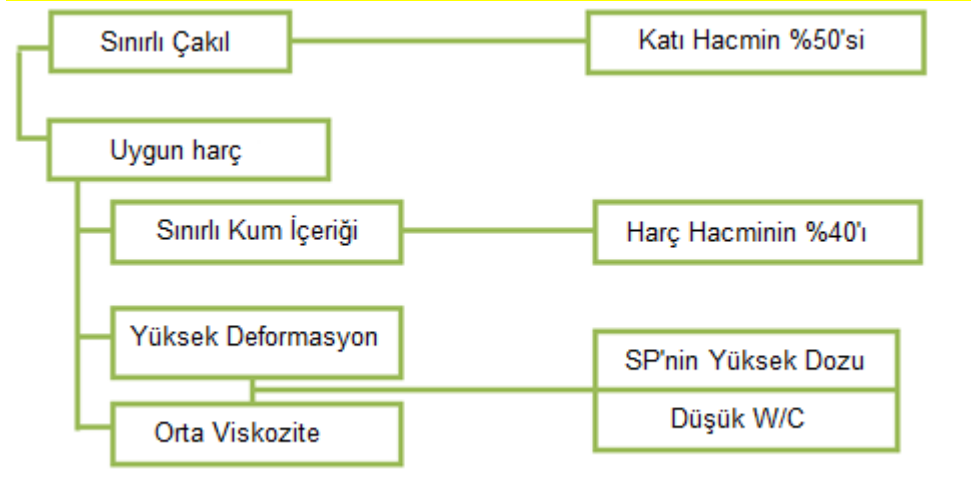 Sınırlı Çakıl
Katı Hacmin %50'si
Uygun harç
Sınırlı Kum İçeriği
Harç Hacminin %40'ı
Yüksek Deformasyon
SP'nin Yüksek Dozu
Düşük W/C
Orta Viskozite